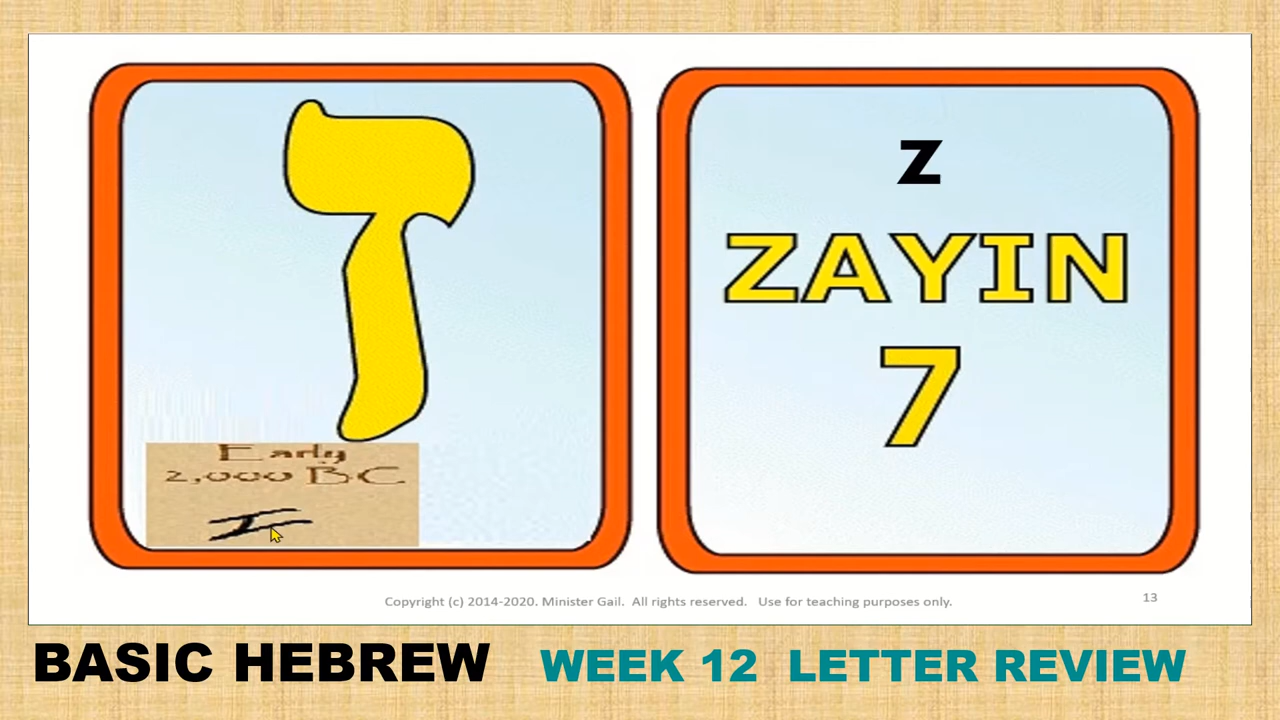 ז
Early
2,000 BC
z
ZAYIN
7
Copyright (c) 2014-2020. Minister Gail. All rights reserved. Use for teaching purposes only.
13
BASIC HEBREW WEEK 12 LETTER REVIEW